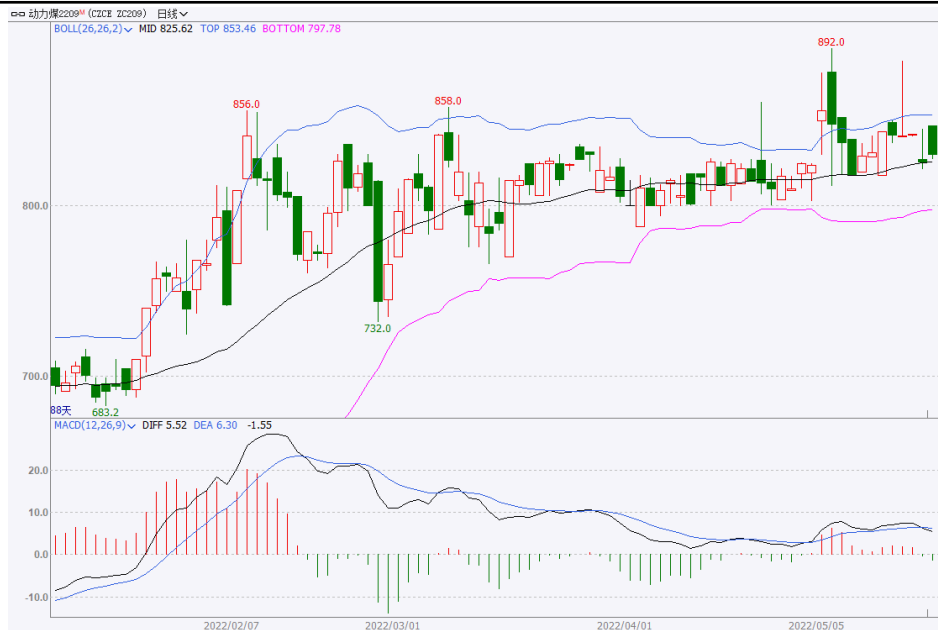 动力煤2209M (CZCE ZC209) 日线
BOLL(26,26,2) MID 825.62 TOP 853.46 BOTTOM 797.78
892.0
856.0
858.0
800.0
732.0
700.0
88天
683.2
MACD(12,26,9) DIFF 5.52 DEA 6.30 -1.55
20.0
10.0
0.0
-10.0
2022/02/07 2022/03/01 2022/04/01 2022/05/05